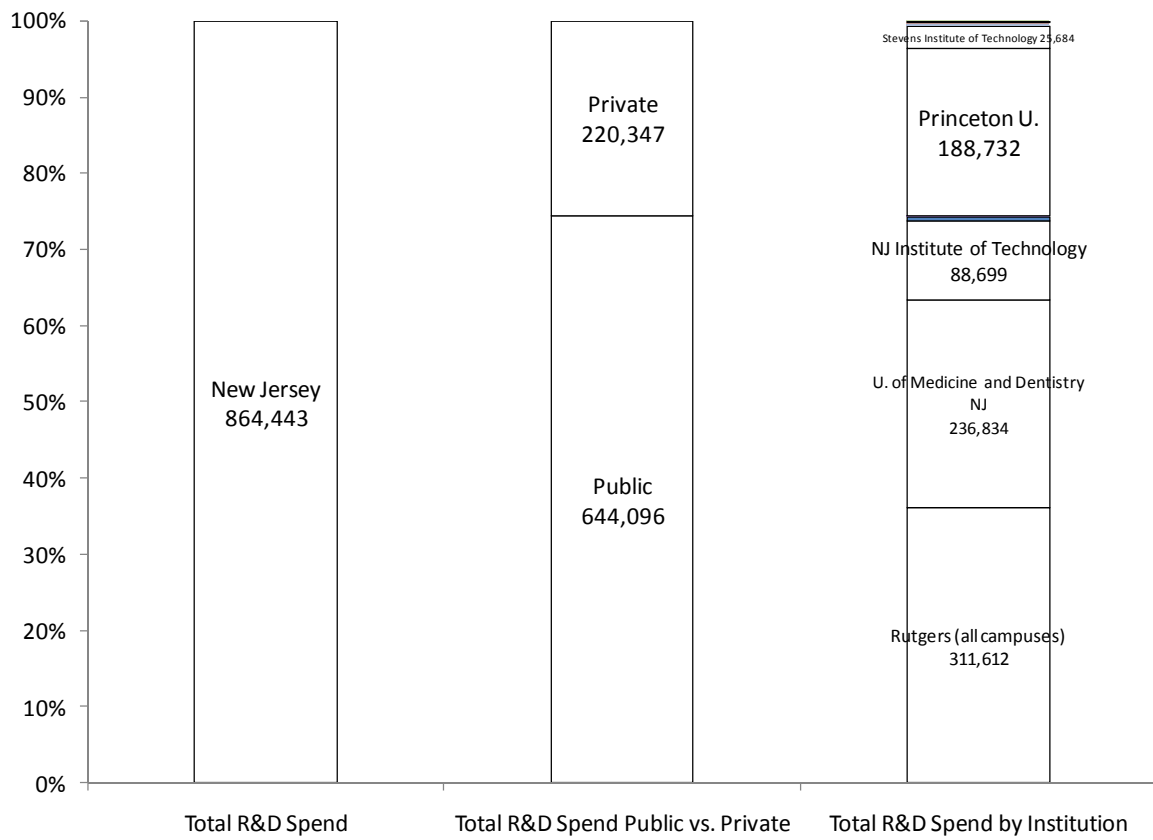 100%
90%
80%
70%
60%
50%
40%
30%
20%
10%
0%
New Jersey
864,443
Private
220,347
Public
644,096
Stevens Institute of Technology 25,684
Princeton U.
188,732
NJ Institute of Technology
88,699
U. of Medicine and Dentistry
NJ
236,834
Rutgers (all campuses)
311,612
Total R&D Spend
Total R&D Spend Public vs. Private
Total R&D Spend by Institution